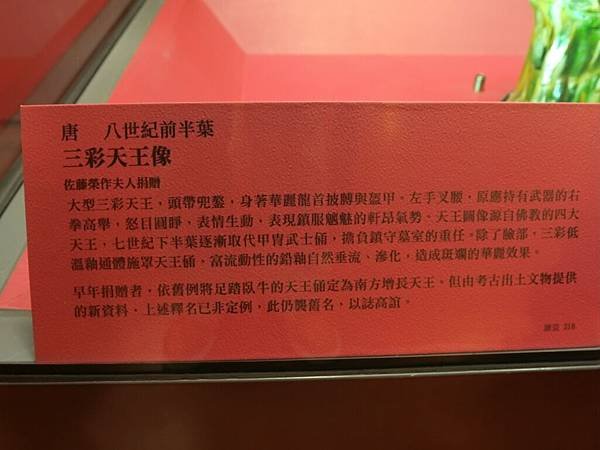 唐　八世紀前半葉
三彩天王像
佐藤榮作夫人捐贈
大型三彩天王，頭帶兜鍪，身著華麗龍首披膊與盔甲。左手叉腰，原應持有武器的右
拳高舉，怒目圓睜，表情生動，表現鎮服魑魅的軒昂氣勢。天王圖像源自佛教的四大
天王，七世紀下半葉逐漸取代甲冑武士俑，擔負鎮守墓室的重任。除了臉部，三彩低
溫釉通體施罩天王俑，富流動性的鉛釉自然垂流、滲化，造成斑斕的華麗效果。
早年捐贈者，依舊例將足踏臥牛的天王俑定為南方增長天王。但由考古出土文物提供
的新資料，上述釋名已非定例，此仍襲舊名，以誌高誼。
318